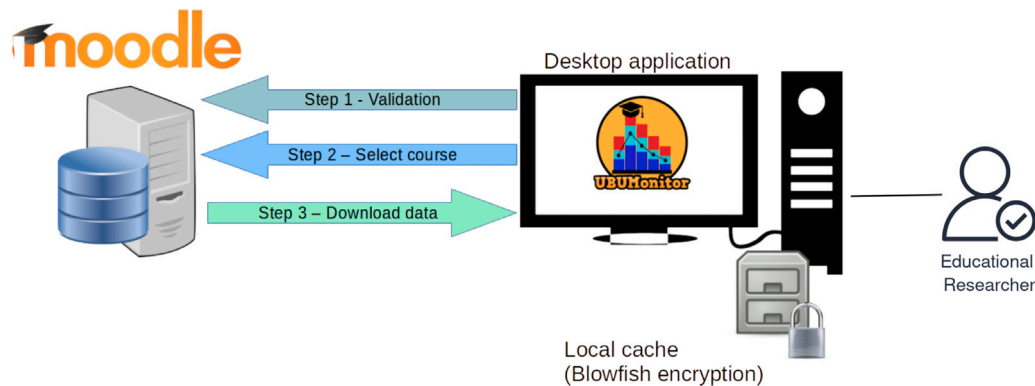 moodle
Desktop application
Step 1 - Validation
Step 2 – Select course
Step 3 – Download data
UBUMonitor
Educational
Researcher
Local cache
(Blowfish encryption)